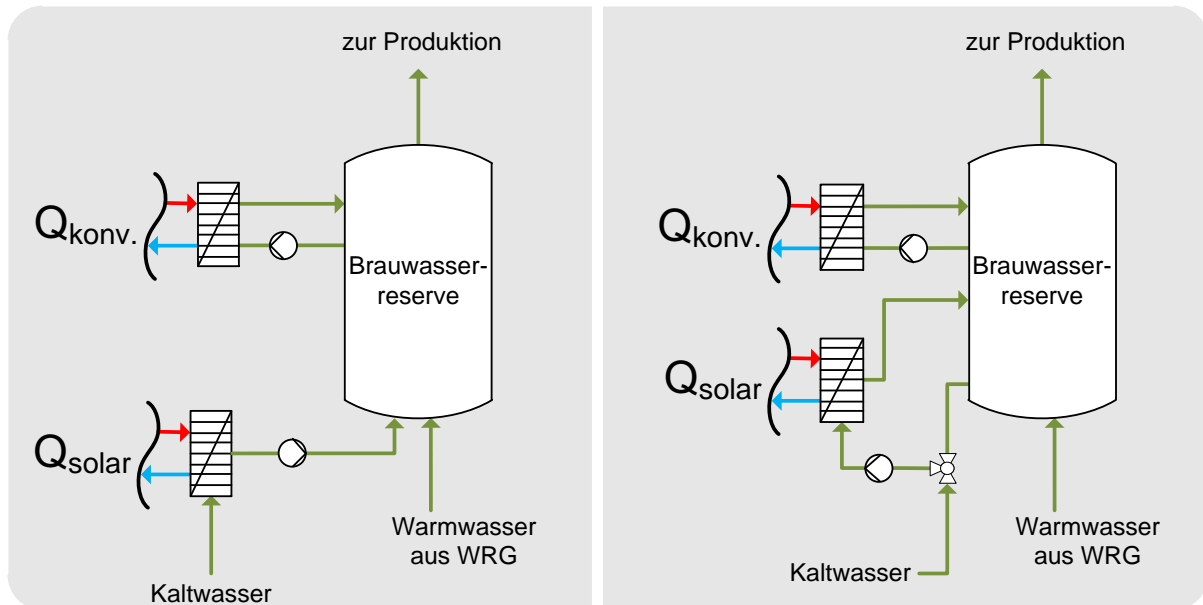 zur Produktion
Qkonv.
Brauwasser-
reserve
Qsolar
Warmwasser
aus WRG
Kaltwasser
zur Produktion
Qkonv.
Brauwasser-
reserve
Qsolar
Warmwasser
aus WRG
Kaltwasser